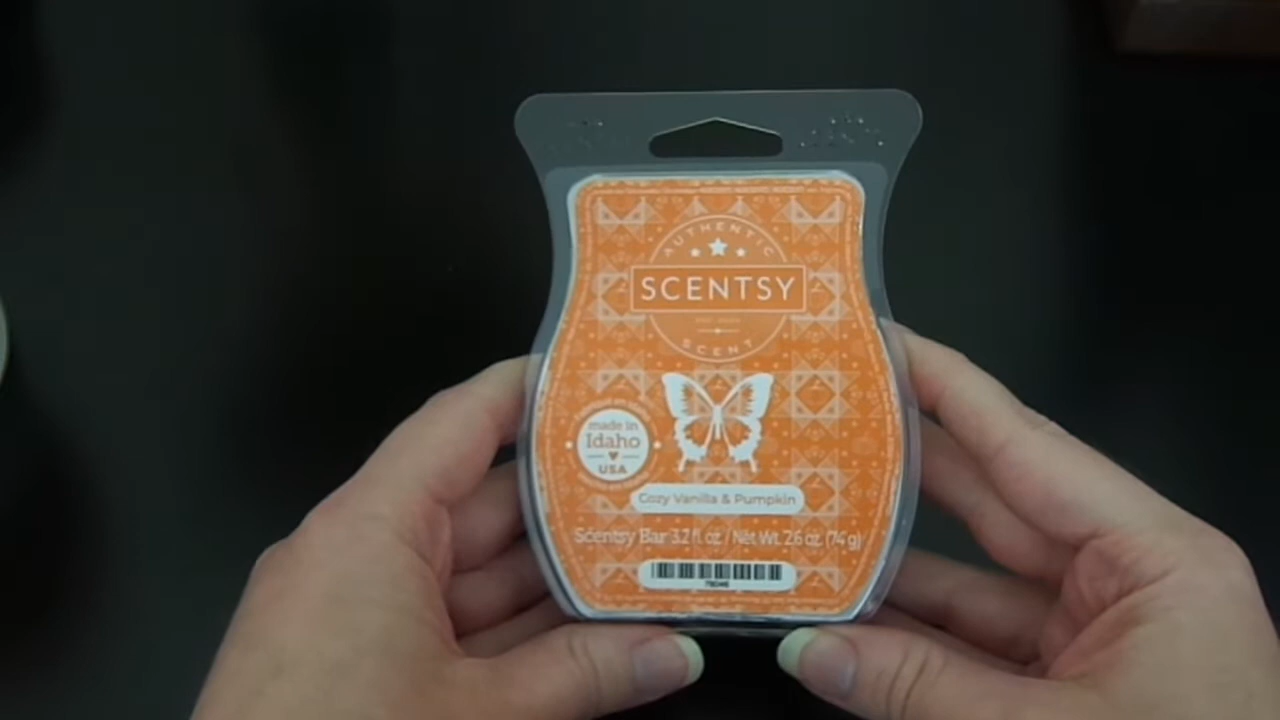 AUTHENTIC
SCENTSY
SCENT
made in
Idaho
USA
Cozy Vanilla & Pumpkin
Scentsy Bar 3.2 fl. oz. / Net Wt. 2.6 oz. (74 g)